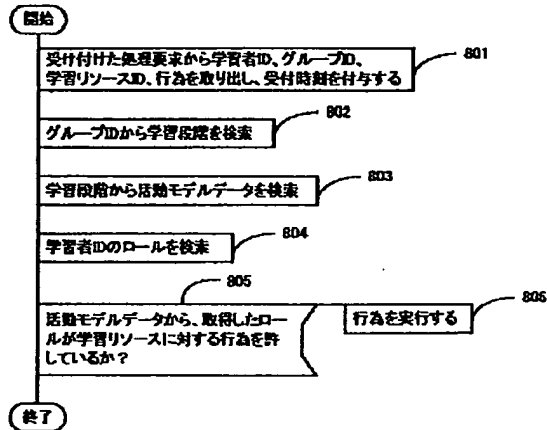 開始
受け付けた処理要求から学習者ID、グループID、
学習リソースID、行為を取り出し、受付時刻を付与する
801
グループIDから学習段階を検索
802
学習段階から活動モデルデータを検索
803
学習者IDのロールを検索
804
805
活動モデルデータから、取得したロー
ルが学習リソースに対する行為を許
しているか？
行為を実行する
806
終了